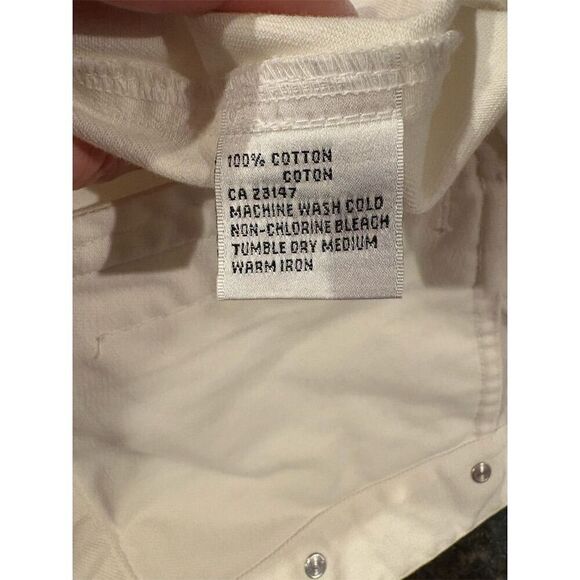 100% COTTON
COTON
CA 23147
MACHINE WASH COLD
NON-CHLORINE BLEACH
TUMBLE DRY MEDIUM
WARM IRON